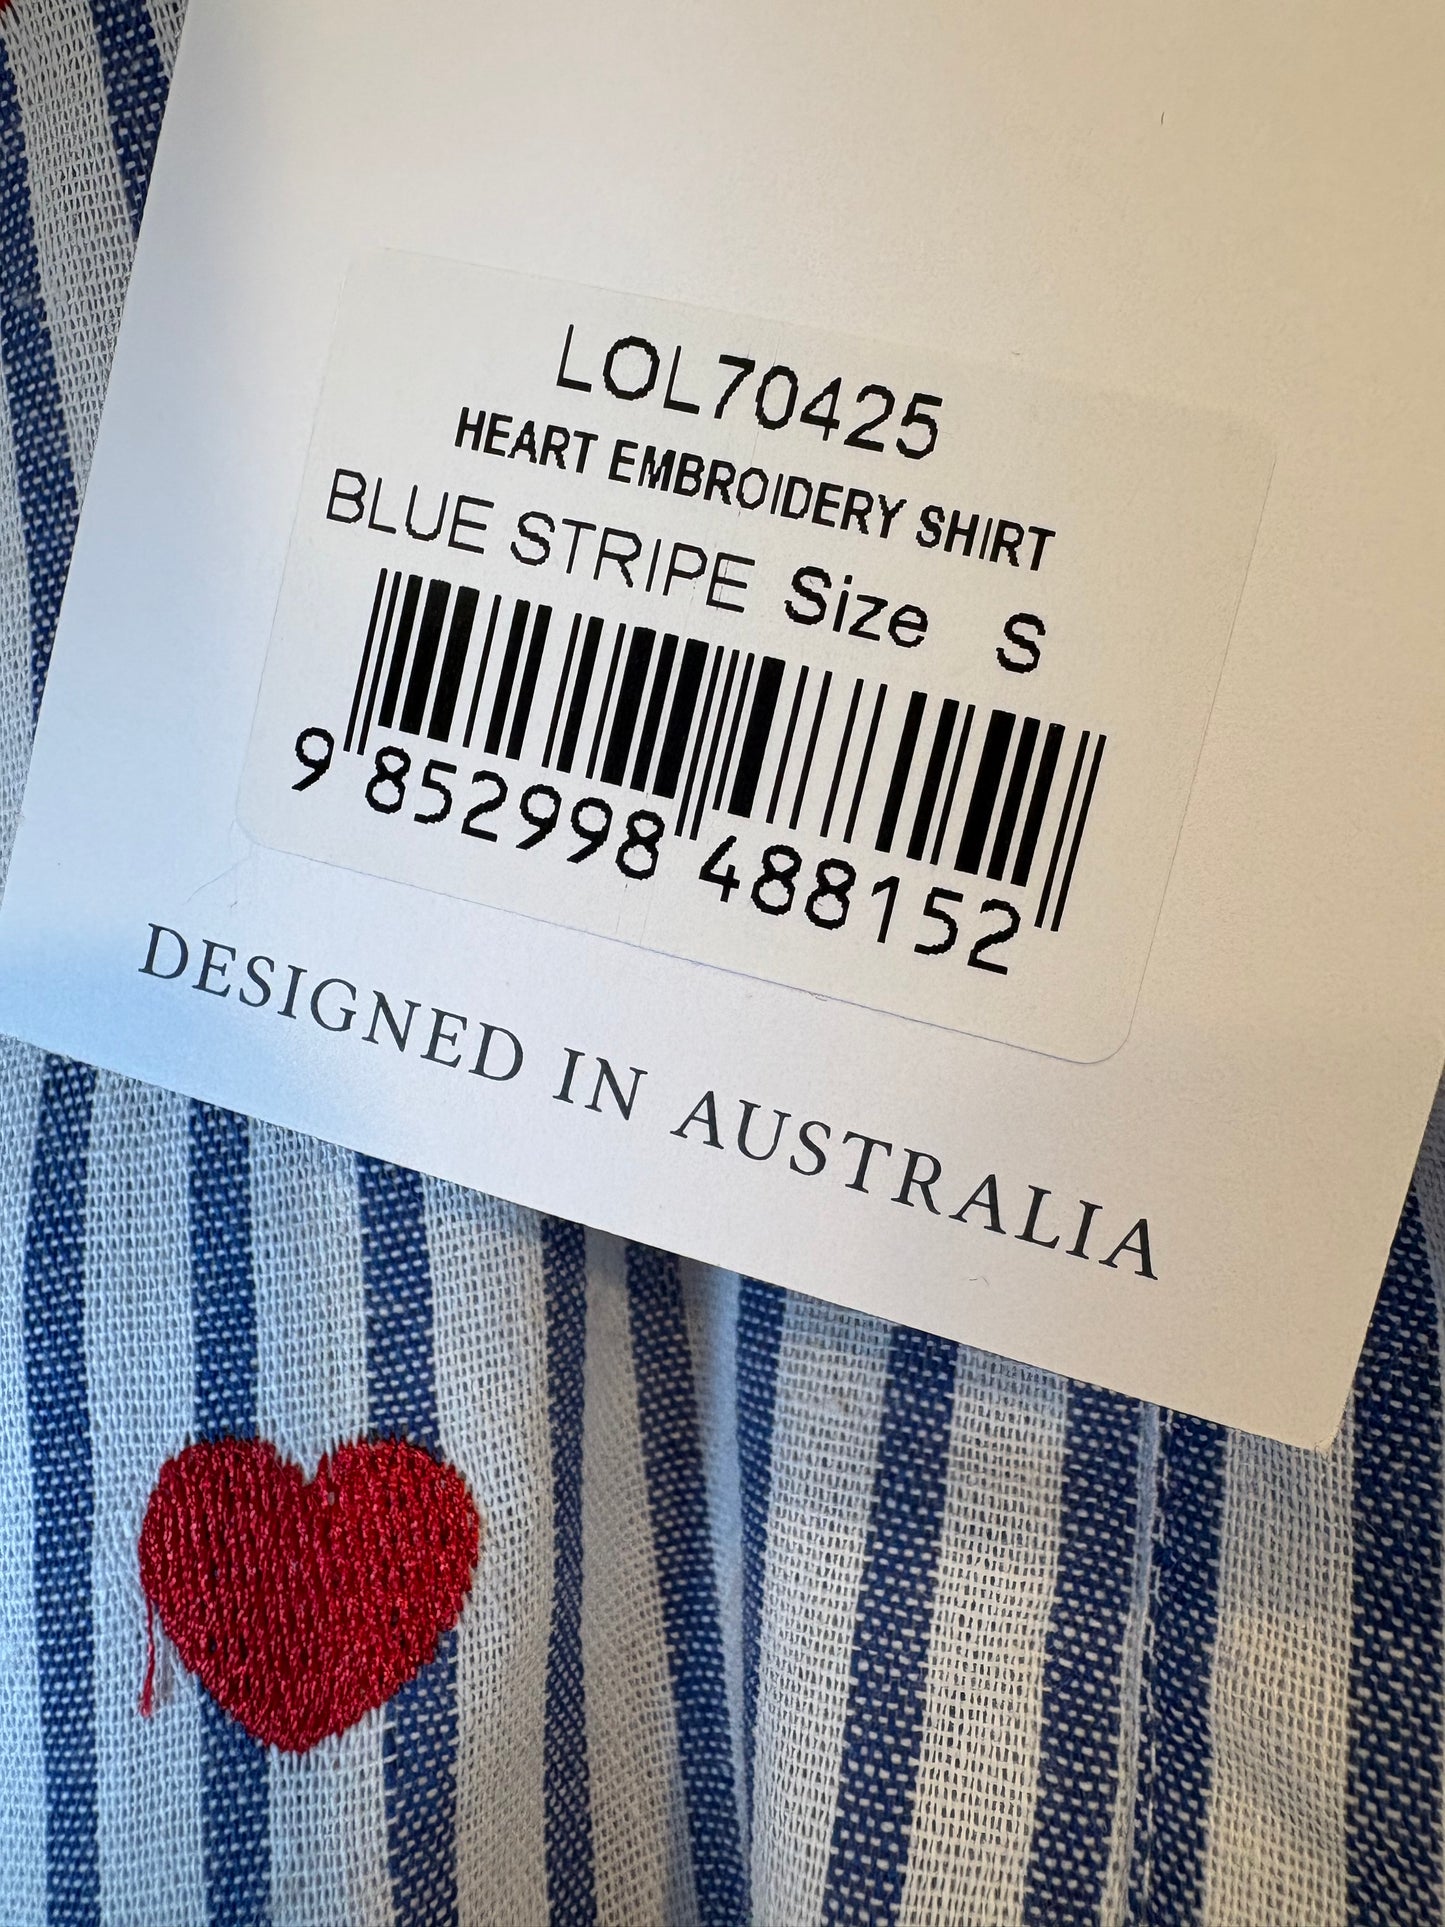 LOL70425
HEART EMBROIDERY SHIRT
BLUE STRIPE Size S
9 852998 488152
DESIGNED IN AUSTRALIA